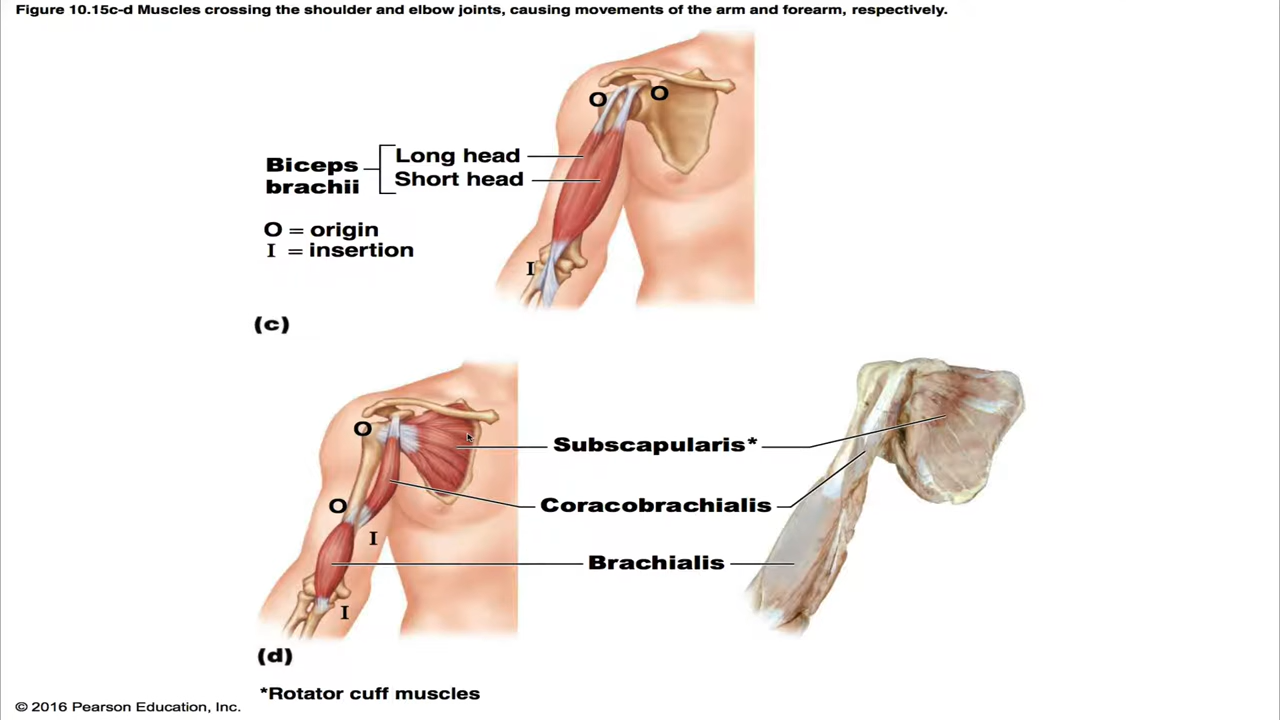 Figure 10.15c-d Muscles crossing the shoulder and elbow joints, causing movements of the arm and forearm, respectively.
O
O
Biceps brachii
Long head
Short head
O = origin
I = insertion
I
(c)
O
Subscapularis*
O
Coracobrachialis
I
Brachialis
I
(d)
*Rotator cuff muscles
© 2016 Pearson Education, Inc.